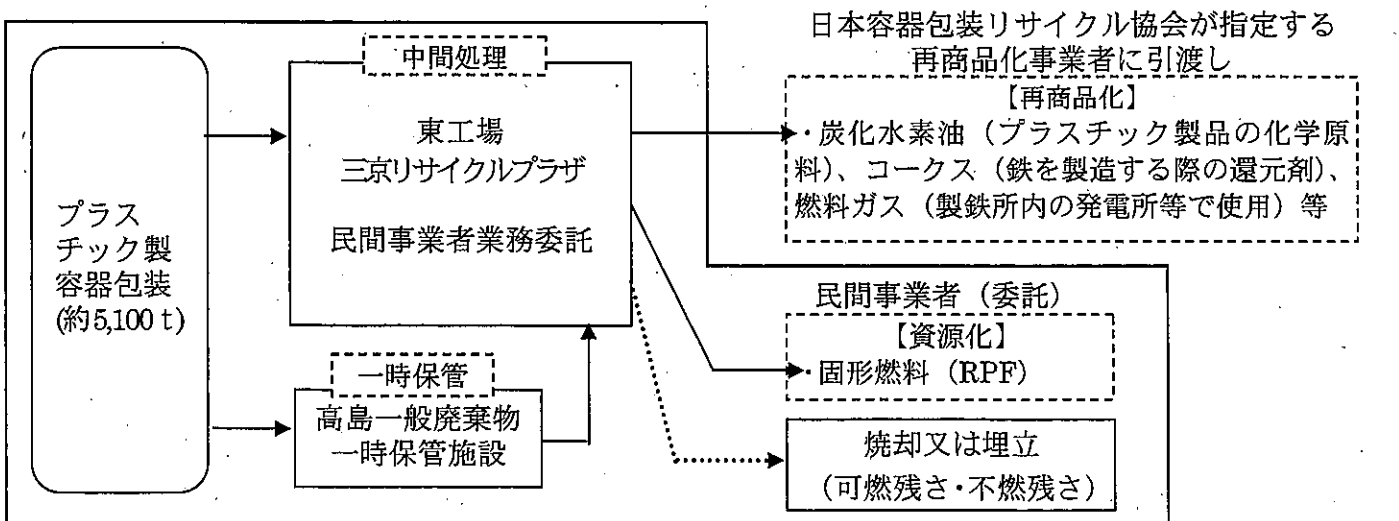 プラス
チック製
容器包装
(約5,100ｔ)
中間処理
東工場
三京リサイクルプラザ
民間事業者業務委託
一時保管
高島一般廃棄物
一時保管施設
日本容器包装リサイクル協会が指定する
再商品化事業者に引渡し
【再商品化】
・炭化水素油（プラスチック製品の化学原
料）、コークス（鉄を製造する際の還元剤）、
燃料ガス（製鉄所内の発電所等で使用）等
民間事業者（委託）
【資源化】
・固形燃料（RPF）
焼却又は埋立
（可燃残さ・不燃残さ）